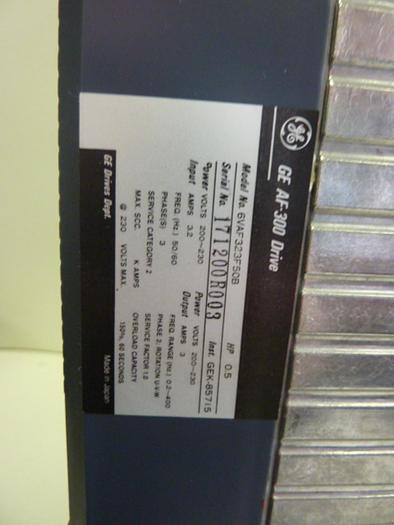 GE GE AF-300 Drive
Model No. 6VAF323F50B HP 0.5
Serial No. 171200R003 Inst. GEK-85715
Power Input VOLTS 200-230 Power Output VOLTS 200-230
AMPS 3.2 AMPS 3
FREQ. (Hz.) 50/60 FREQ. RANGE (Hz.) 0.2-400
PHASE(S) 3 PHASE 3; ROTATION U-V-W
SERVICE CATEGORY 2 SERVICE FACTOR 1.0
MAX. SCC. K AMPS OVERLOAD CAPACITY
@ 230 VOLTS MAX. 150%, 60 SECONDS
GE Drives Dept. Made in Japan